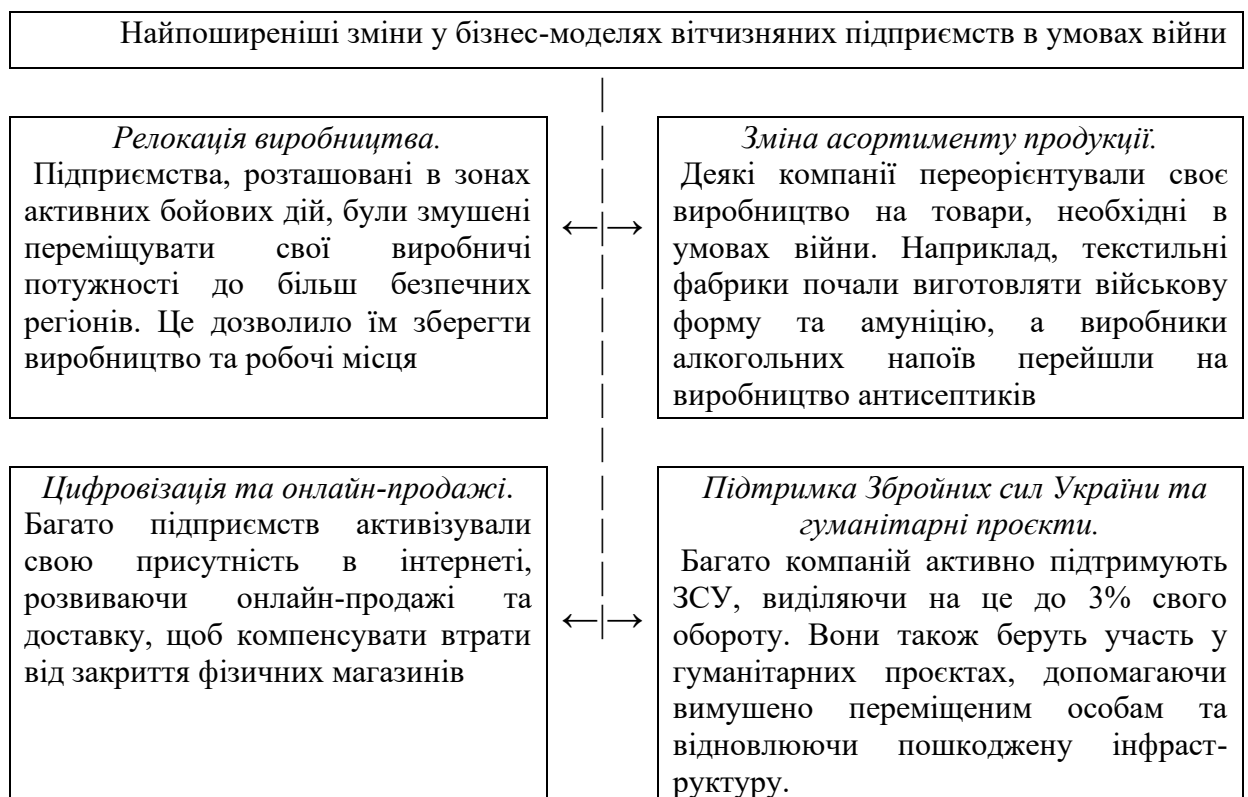 Найпоширеніші зміни у бізнес-моделях вітчизняних підприємств в умовах війни
Релокація виробництва.
Підприємства, розташовані в зонах
активних бойових дій, були змушені
переміщувати свої виробничі
потужності до більш безпечних
регіонів. Це дозволило їм зберегти
виробництво та робочі місця
Зміна асортименту продукції.
Деякі компанії переорієнтували своє
виробництво на товари, необхідні в
умовах війни. Наприклад, текстильні
фабрики почали виготовляти військову
форму та амуніцію, а виробники
алкогольних напоїв перейшли на
виробництво антисептиків
Цифровізація та онлайн-продажі.
Багато підприємств активізували
свою присутність в інтернеті,
розвиваючи онлайн-продажі та
доставку, щоб компенсувати втрати
від закриття фізичних магазинів
Підтримка Збройних сил України та
гуманітарні проєкти.
Багато компаній активно підтримують
ЗСУ, виділяючи на це до 3% свого
обороту. Вони також беруть участь у
гуманітарних проєктах, допомагаючи
вимушено переміщеним особам та
відновлюючи пошкоджену інфраст-
руктуру.